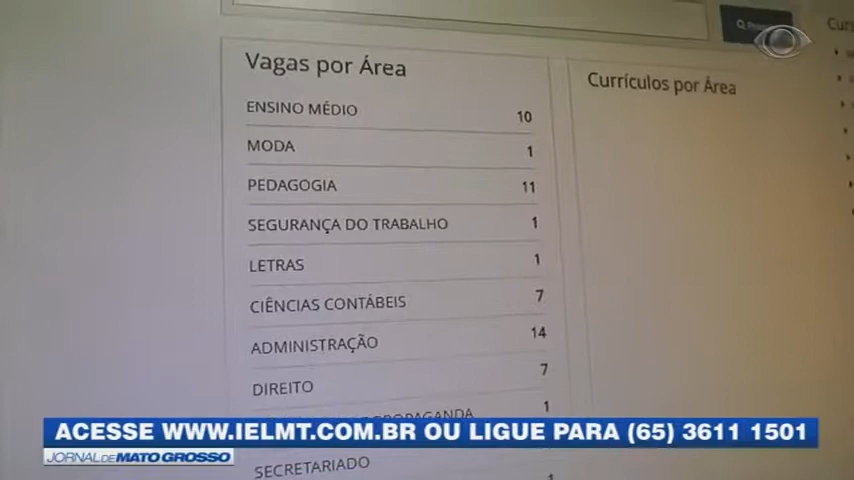 Vagas por Área
ENSINO MÉDIO 10
MODA 1
PEDAGOGIA 11
SEGURANÇA DO TRABALHO 1
LETRAS 1
CIÊNCIAS CONTÁBEIS 7
ADMINISTRAÇÃO 14
DIREITO 7
PROPAGANDA 1
SECRETARIADO 1
Currículos por Área
ACESSE WWW.IELMT.COM.BR OU LIGUE PARA (65) 3611 1501
JORNAL DE MATO GROSSO